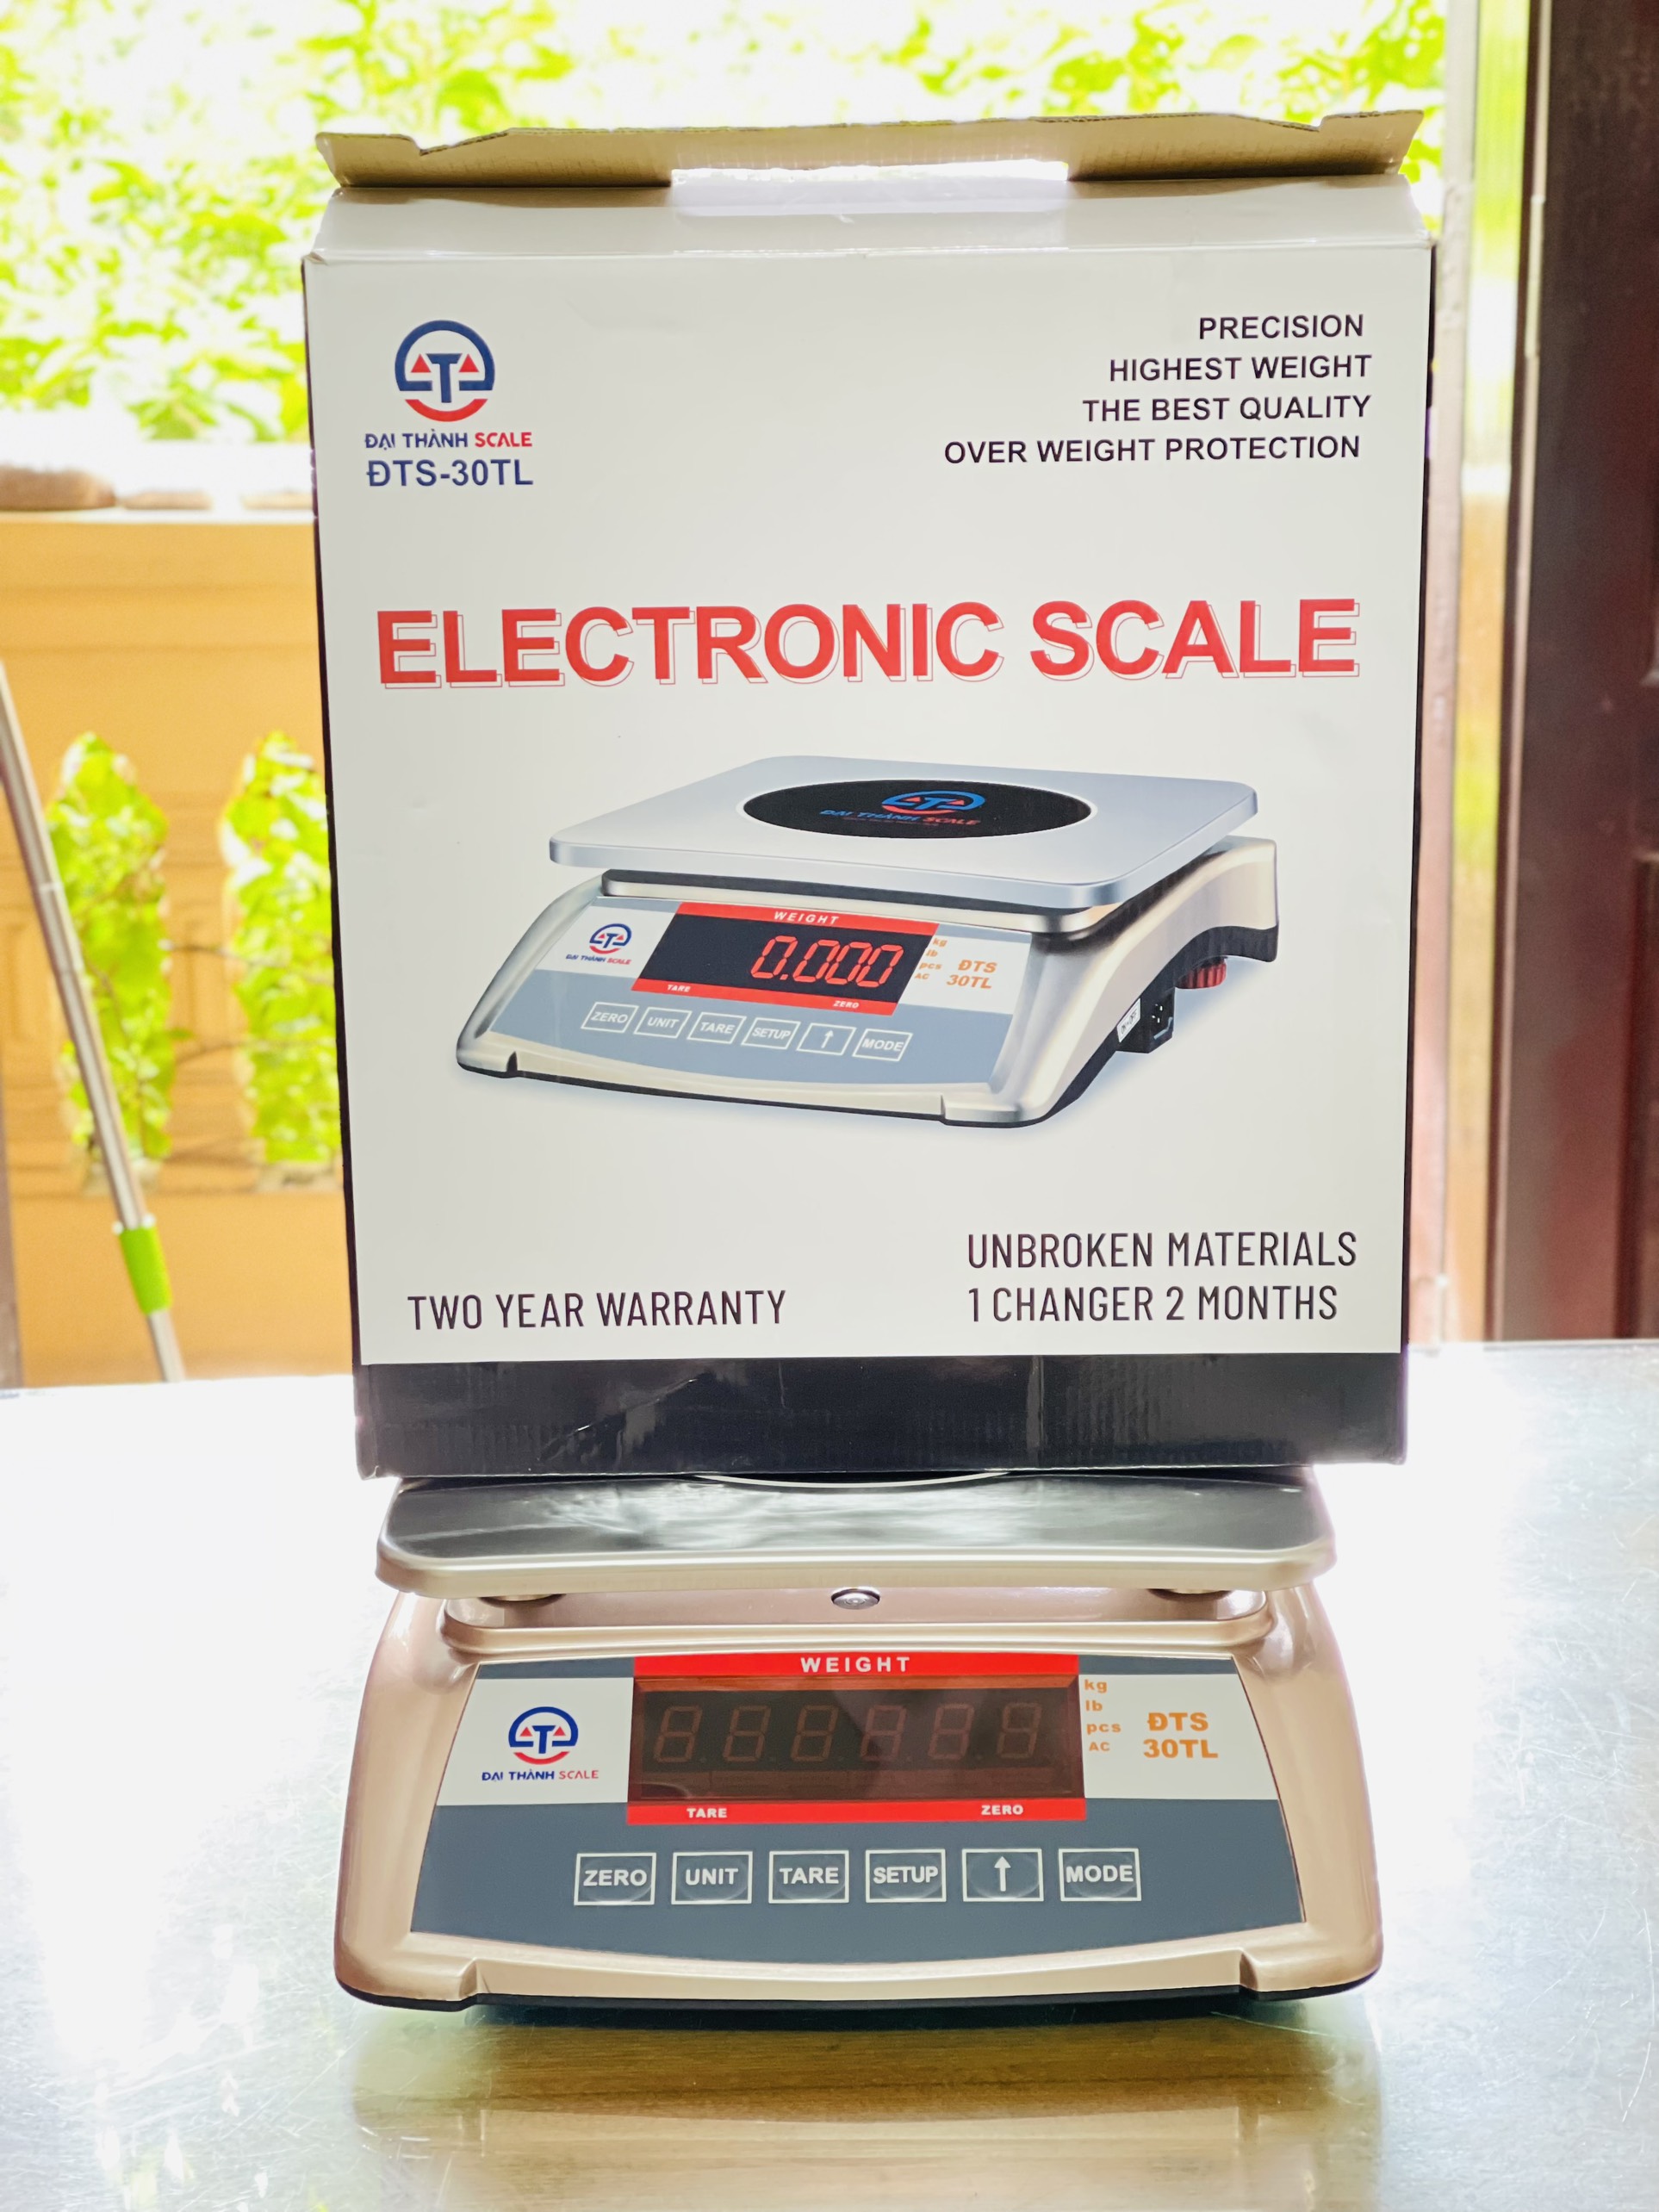 ĐẠI THÀNH SCALE
ĐTS-30TL
PRECISION
HIGHEST WEIGHT
THE BEST QUALITY
OVER WEIGHT PROTECTION
ELECTRONIC SCALE
ĐẠI THÀNH SCALE
WEIGHT
ĐẠI THÀNH SCALE
0.000
kg
lb
pcs
AC
ĐTS
30TL
TARE
ZERO
ZERO
UNIT
TARE
SETUP
↑
MODE
TWO YEAR WARRANTY
UNBROKEN MATERIALS
1 CHANGER 2 MONTHS
WEIGHT
ĐẠI THÀNH SCALE
kg
lb
pcs
AC
ĐTS
30TL
TARE
ZERO
ZERO
UNIT
TARE
SETUP
↑
MODE